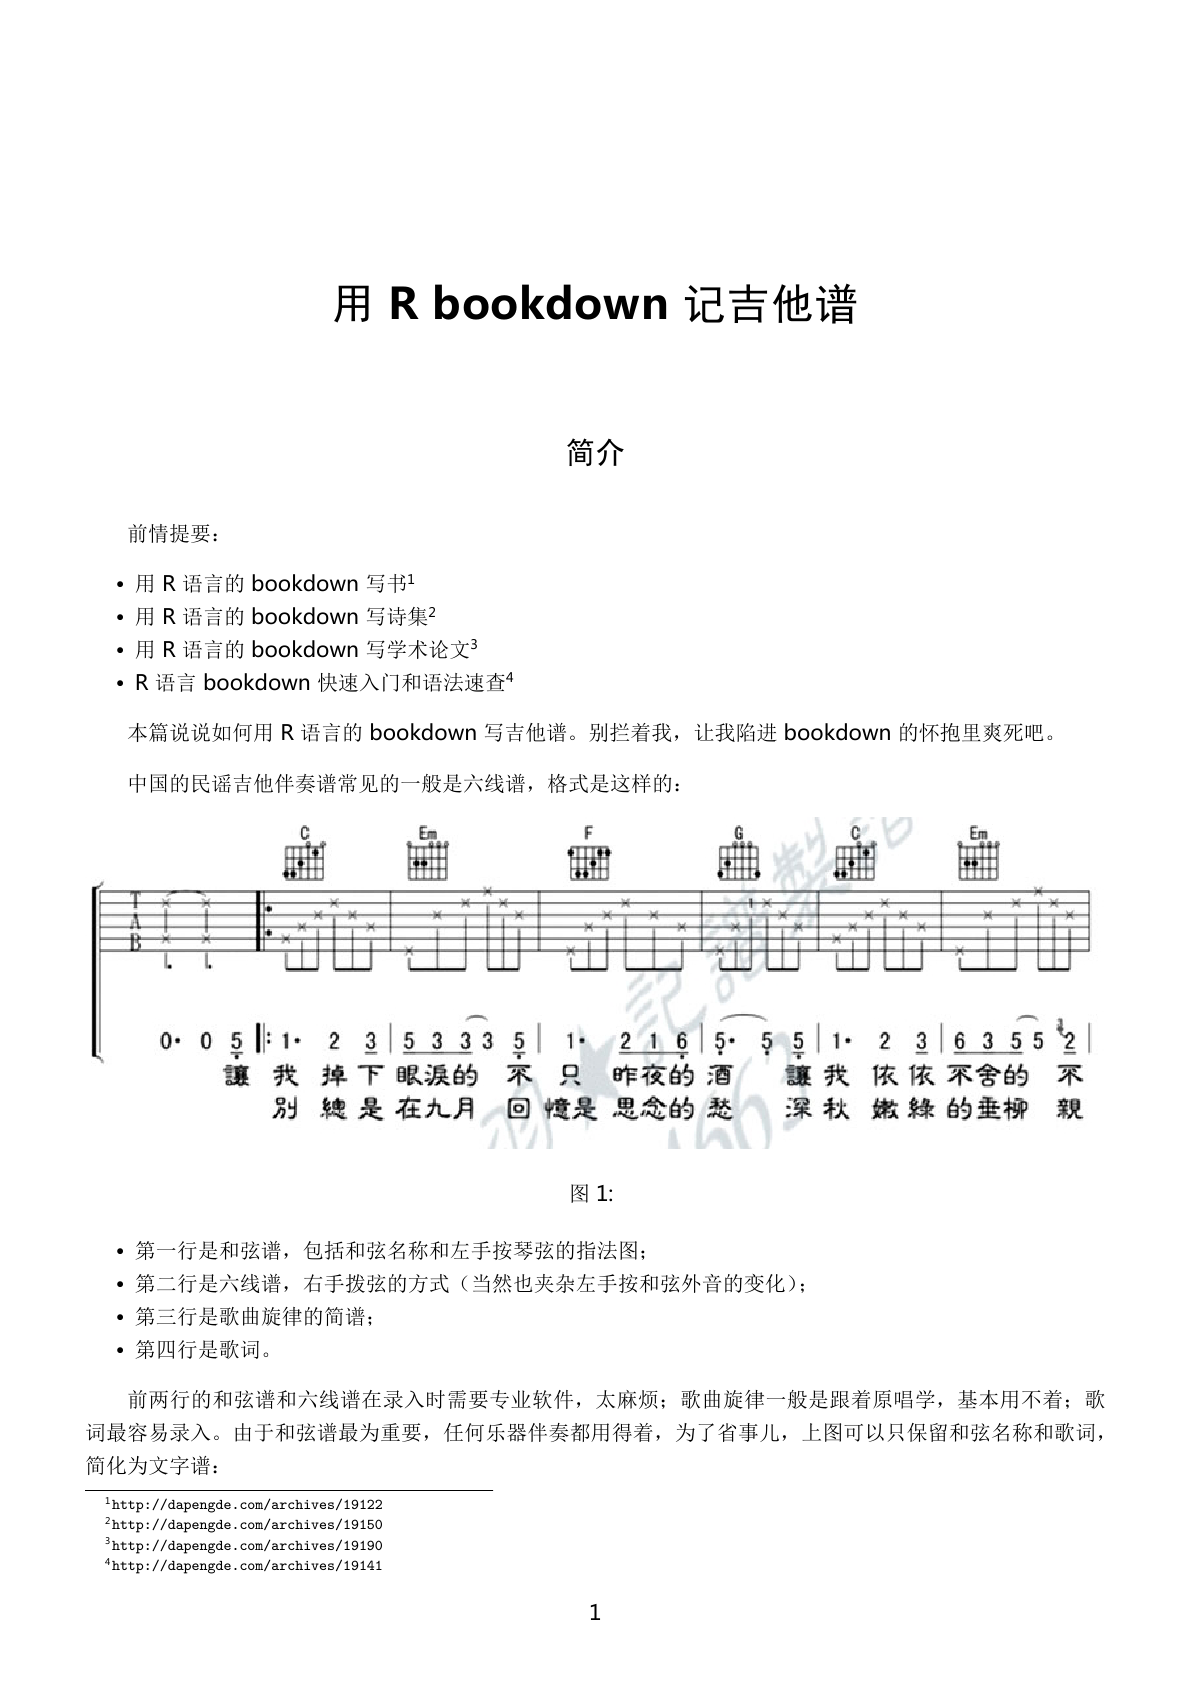 用 R bookdown 记吉他谱
简介
前情提要：
• 用 R 语言的 bookdown 写书1
• 用 R 语言的 bookdown 写诗集2
• 用 R 语言的 bookdown 写学术论文3
• R 语言 bookdown 快速入门和语法速查4
本篇说说如何用 R 语言的 bookdown 写吉他谱。别拦着我，让我陷进 bookdown 的怀抱里爽死吧。
中国的民谣吉他伴奏谱常见的一般是六线谱，格式是这样的：
C Em F G C Em
T
A
B
0· 0 5 1· 2 3 5 3 3 3 5 1· 2 1 6 5· 5 5 1· 2 3 6 3 5 5 2
讓 我 掉 下 眼淚的 不 只 昨夜的 酒 讓 我 依 依 不舍的 不
別 總 是 在九月 回 憶是 思念的 愁 深 秋 嫩 綠 的垂柳 親
图 1:
• 第一行是和弦谱，包括和弦名称和左手按琴弦的指法图；
• 第二行是六线谱，右手拨弦的方式（当然也夹杂左手按和弦外音的变化）；
• 第三行是歌曲旋律的简谱；
• 第四行是歌词。
前两行的和弦谱和六线谱在录入时需要专业软件，太麻烦；歌曲旋律一般是跟着原唱学，基本用不着；歌
词最容易录入。由于和弦谱最为重要，任何乐器伴奏都用得着，为了省事儿，上图可以只保留和弦名称和歌词，
简化为文字谱：
1http://dapengde.com/archives/19122
2http://dapengde.com/archives/19150
3http://dapengde.com/archives/19190
4http://dapengde.com/archives/19141
1